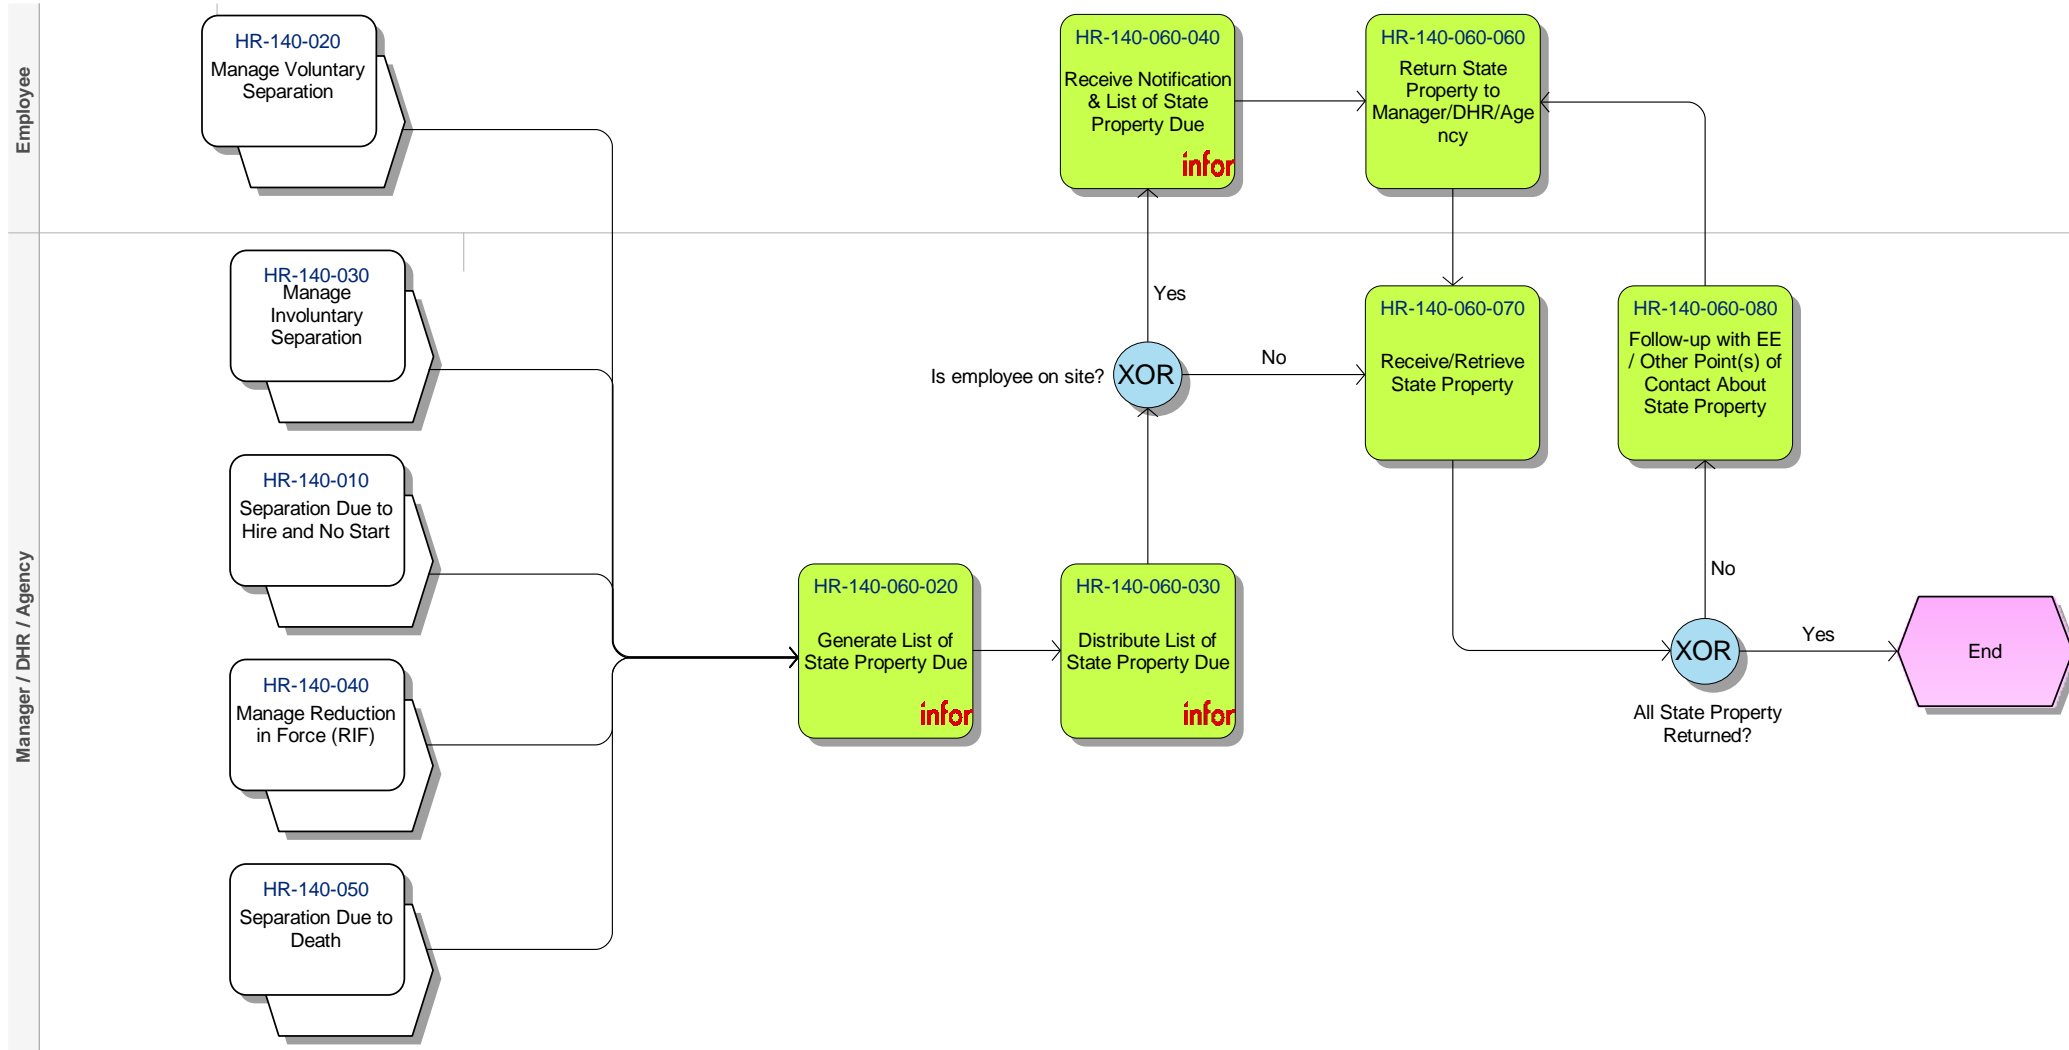 Employee
HR-140-020
Manage Voluntary
Separation
HR-140-060-040
Receive Notification
& List of State
Property Due
infor
HR-140-060-060
Return State
Property to
Manager/DHR/Age
ncy
Manager / DHR / Agency
HR-140-030
Manage
Involuntary
Separation
HR-140-010
Separation Due to
Hire and No Start
HR-140-040
Manage Reduction
in Force (RIF)
HR-140-050
Separation Due to
Death
HR-140-060-020
Generate List of
State Property Due
infor
HR-140-060-030
Distribute List of
State Property Due
infor
Is employee on site?
XOR
Yes
No
HR-140-060-070
Receive/Retrieve
State Property
HR-140-060-080
Follow-up with EE
/ Other Point(s) of
Contact About
State Property
No
XOR
Yes
All State Property
Returned?
End